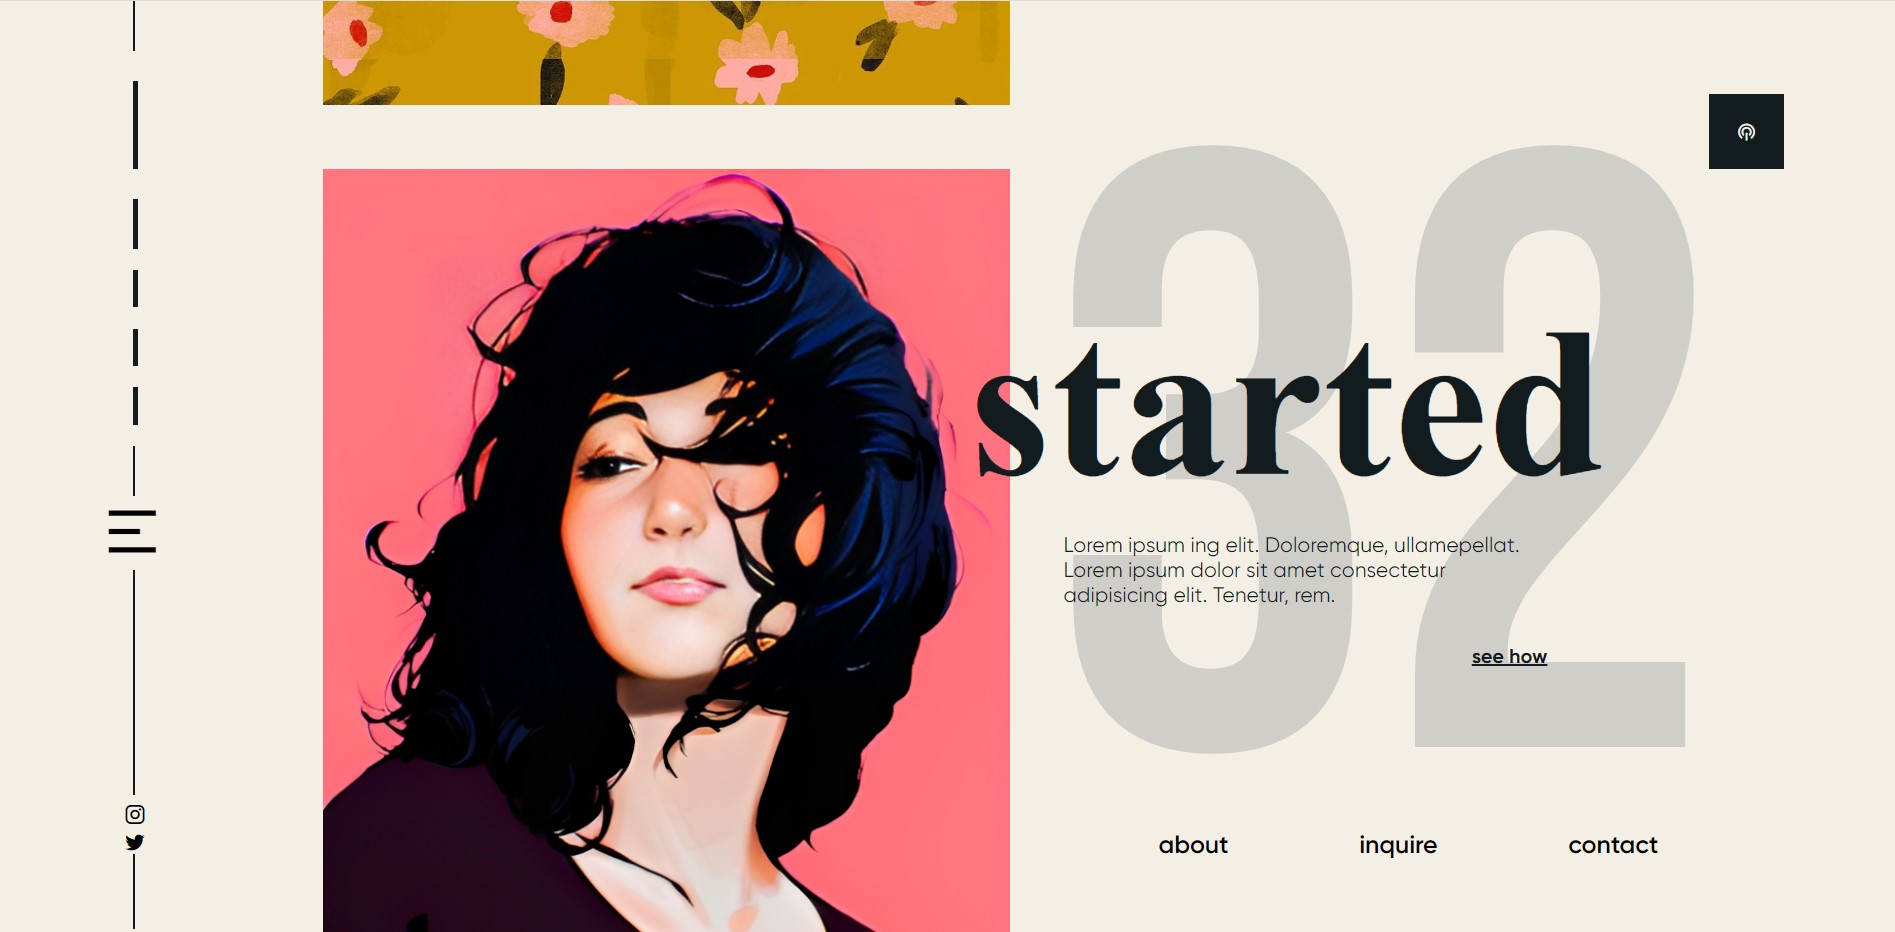 32
started
Lorem ipsum ing elit. Doloremque, ullamepellat.
Lorem ipsum dolor sit amet consectetur
adipisicing elit. Tenetur, rem.
see how
about inquire contact